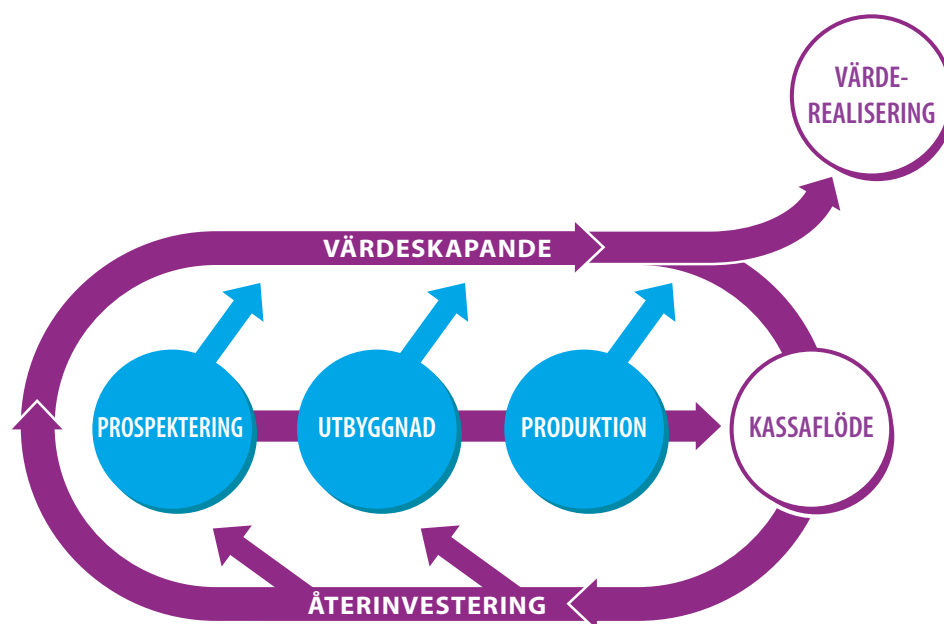 VÄRDE-
REALISERING
VÄRDESKAPANDE
PROSPEKTERING
UTBYGGNAD
PRODUKTION
KASSAFLÖDE
ÅTERINVESTERING